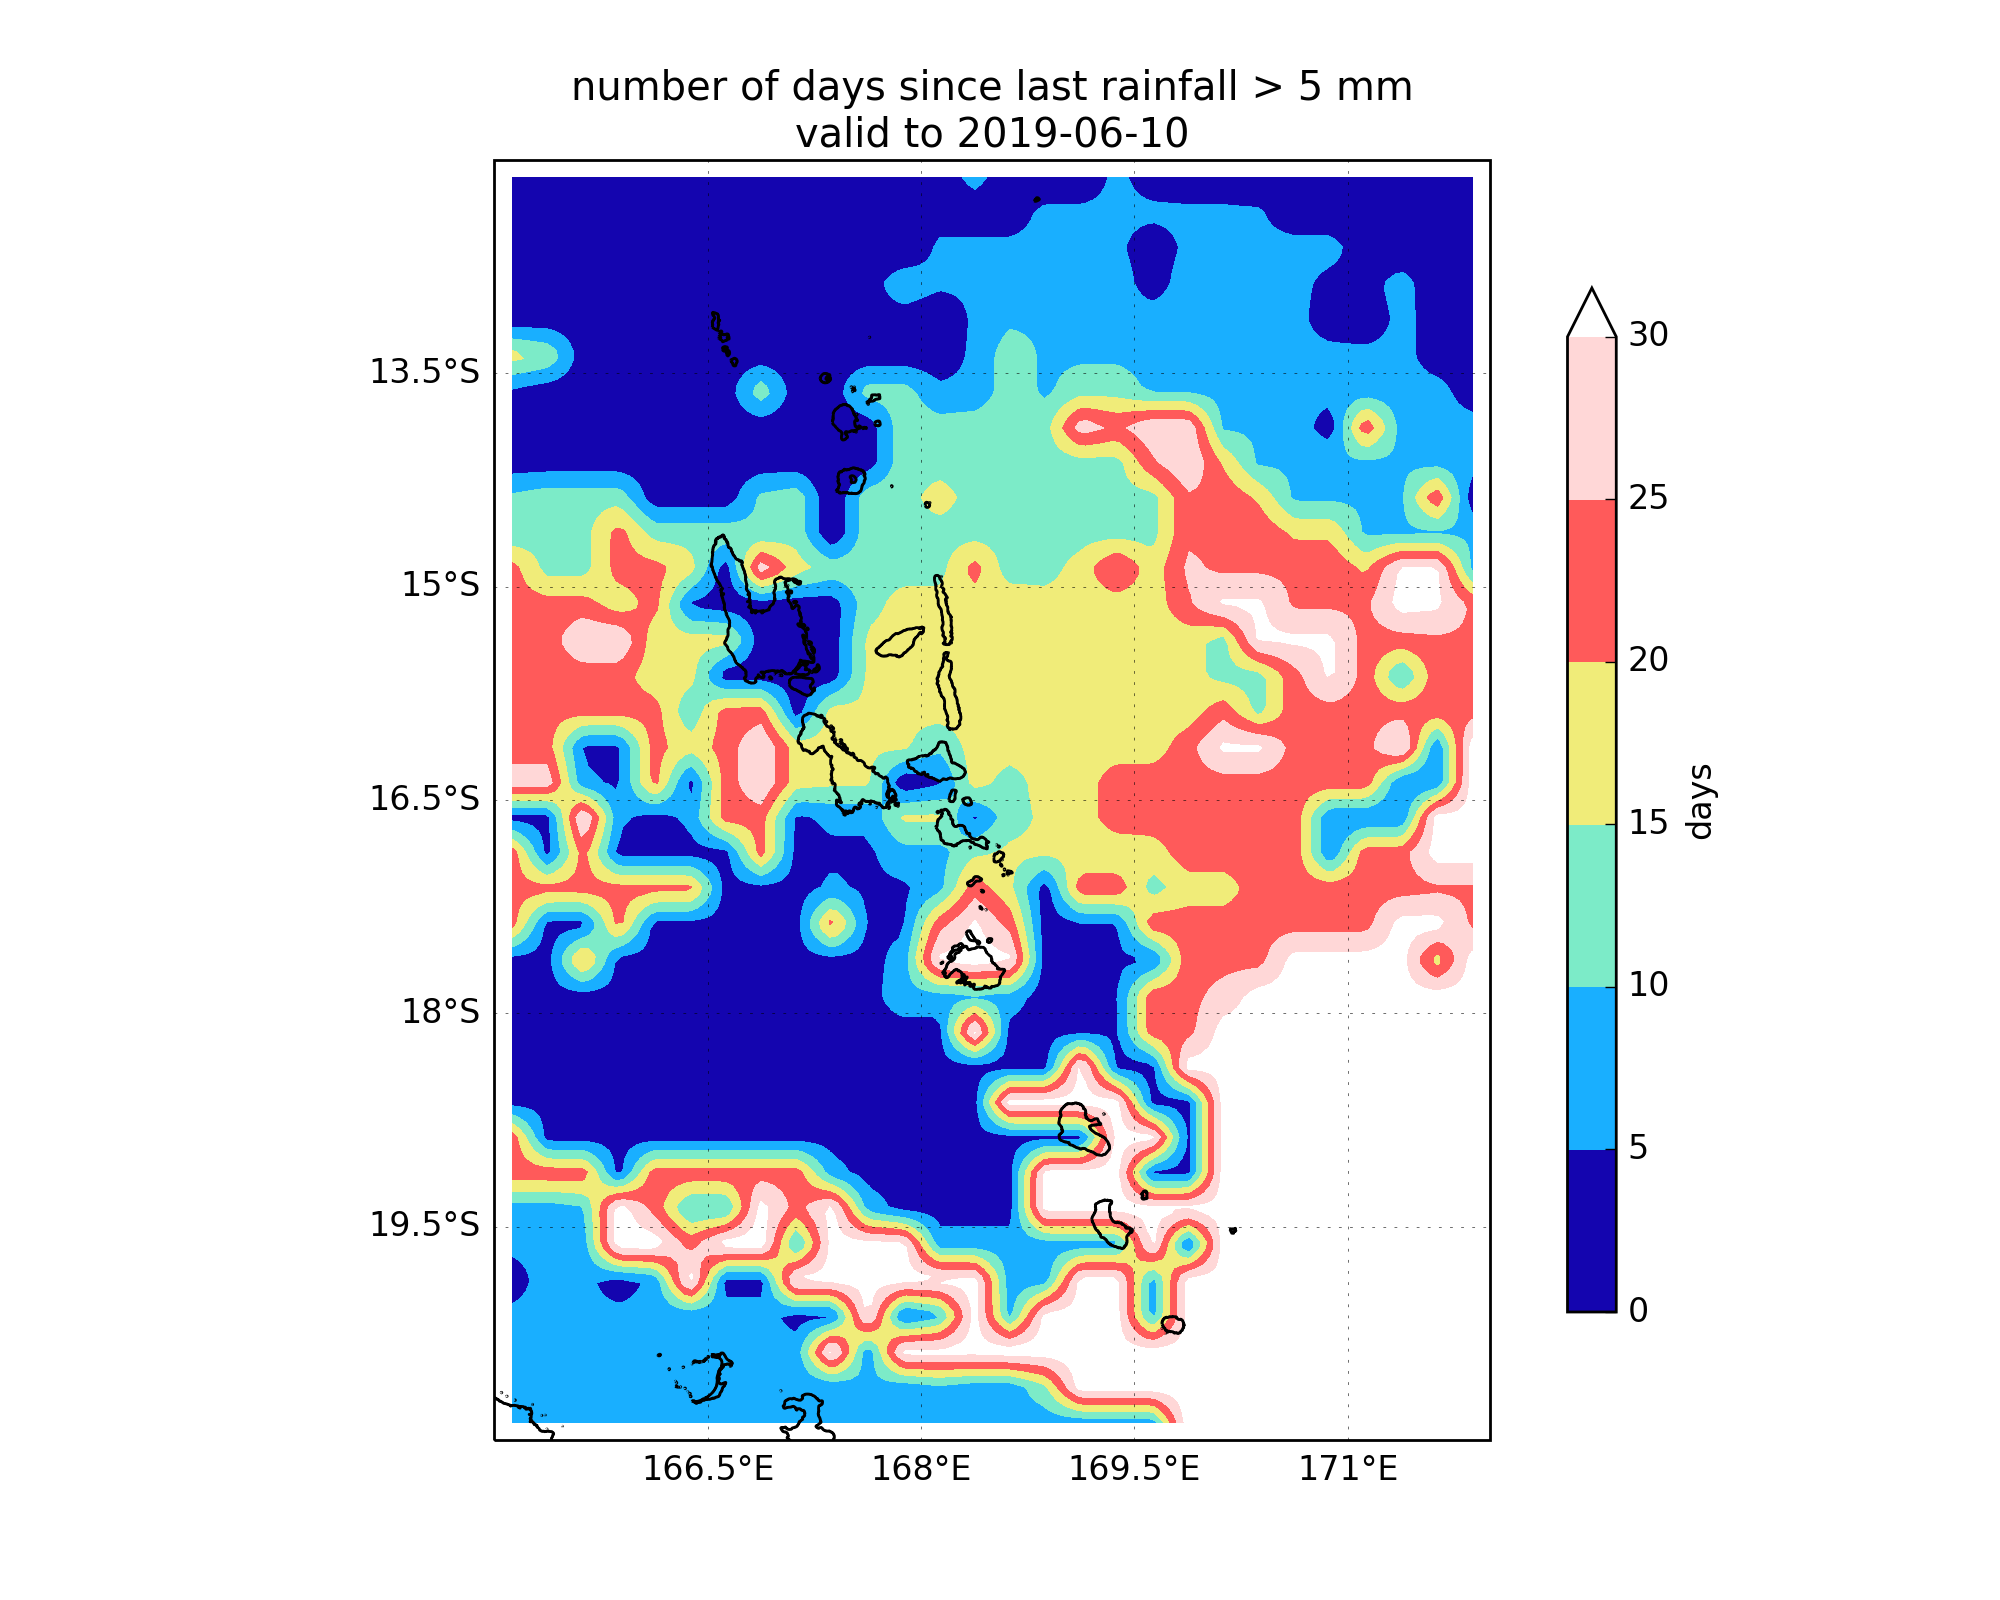 number of days since last rainfall > 5 mm
valid to 2019-06-10
13.5°S
15°S
16.5°S
18°S
19.5°S
166.5°E
168°E
169.5°E
171°E
30
25
20
15
10
5
0
days